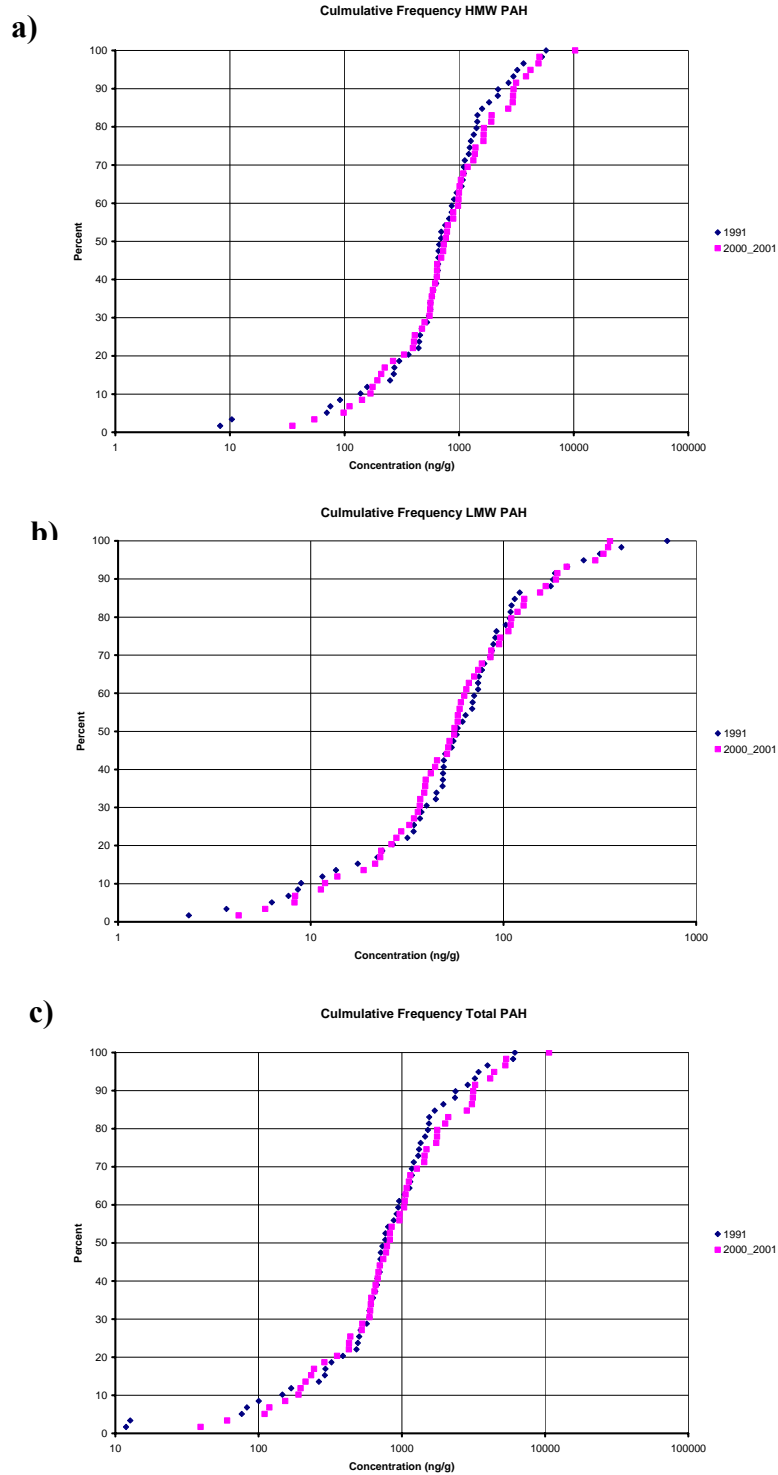 a)
Culmulative Frequency HMW PAH
100
90
80
70
60
50
40
30
20
10
0
Percent
1 10 100 1000 10000 100000
Concentration (ng/g)
1991
2000_2001
b)
Culmulative Frequency LMW PAH
100
90
80
70
60
50
40
30
20
10
0
Percent
1 10 100 1000
Concentration (ng/g)
1991
2000_2001
c)
Culmulative Frequency Total PAH
100
90
80
70
60
50
40
30
20
10
0
Percent
10 100 1000 10000 100000
Concentration (ng/g)
1991
2000_2001